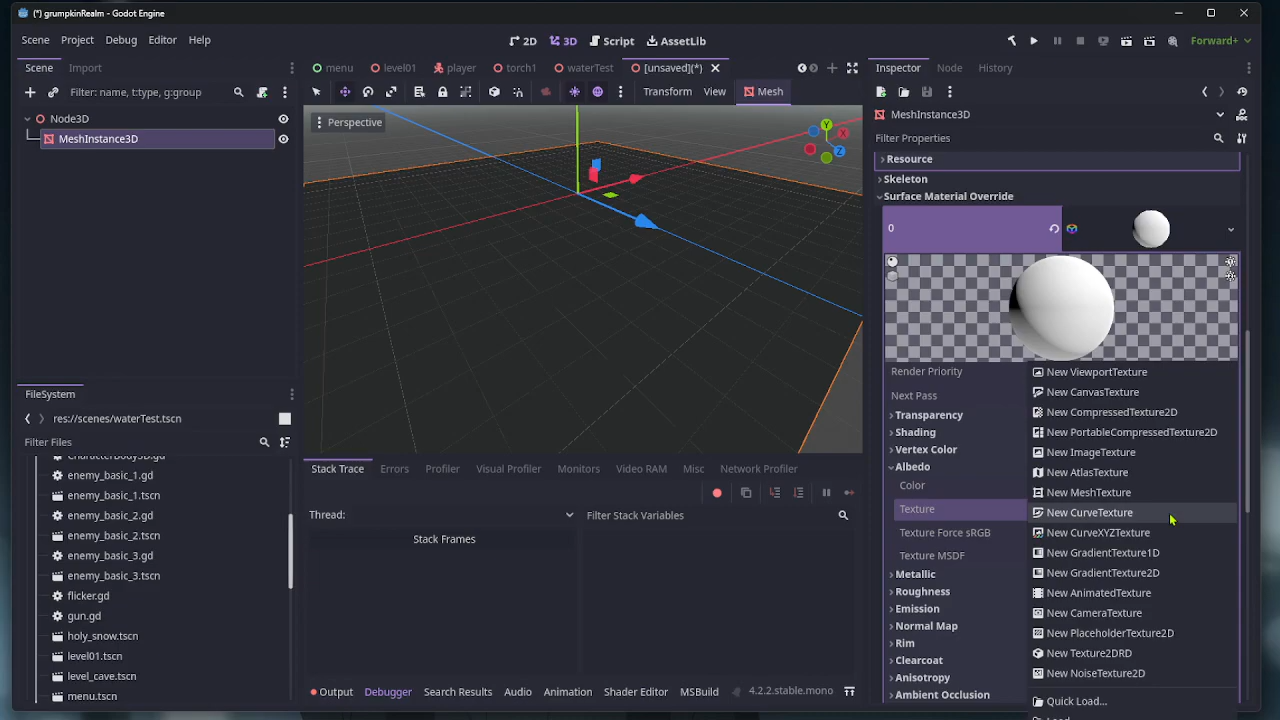 (*) grumpkinRealm - Godot Engine
Scene Project Debug Editor Help
2D 3D Script AssetLib
Forward+
Scene Import
menu level01 player torch1 waterTest [unsaved](*)
Inspector Node History
Filter: name, t:type, g:group
Transform View Mesh
Node3D
MeshInstance3D
Perspective
Y
X
Z
MeshInstance3D
Filter Properties
Resource
Skeleton
Surface Material Override
0
Render Priority
Next Pass
Transparency
Shading
Vertex Color
Albedo
Color
Texture
Texture Force sRGB
Texture MSDF
Metallic
Roughness
Emission
Normal Map
Rim
Clearcoat
Anisotropy
Ambient Occlusion
New ViewportTexture
New CanvasTexture
New CompressedTexture2D
New PortableCompressedTexture2D
New ImageTexture
New AtlasTexture
New MeshTexture
New CurveTexture
New CurveXYZTexture
New GradientTexture1D
New GradientTexture2D
New AnimatedTexture
New CameraTexture
New PlaceholderTexture2D
New Texture2DRD
New NoiseTexture2D
Quick Load...
FileSystem
res://scenes/waterTest.tscn
Filter Files
CharacterBody3D.gd
enemy_basic_1.gd
enemy_basic_1.tscn
enemy_basic_2.gd
enemy_basic_2.tscn
enemy_basic_3.gd
enemy_basic_3.tscn
flicker.gd
gun.gd
holy_snow.tscn
level01.tscn
level_cave.tscn
menu.tscn
Stack Trace Errors Profiler Visual Profiler Monitors Video RAM Misc Network Profiler
Thread:
Filter Stack Variables
Stack Frames
Output Debugger Search Results Audio Animation Shader Editor MSBuild 4.2.2.stable.mono